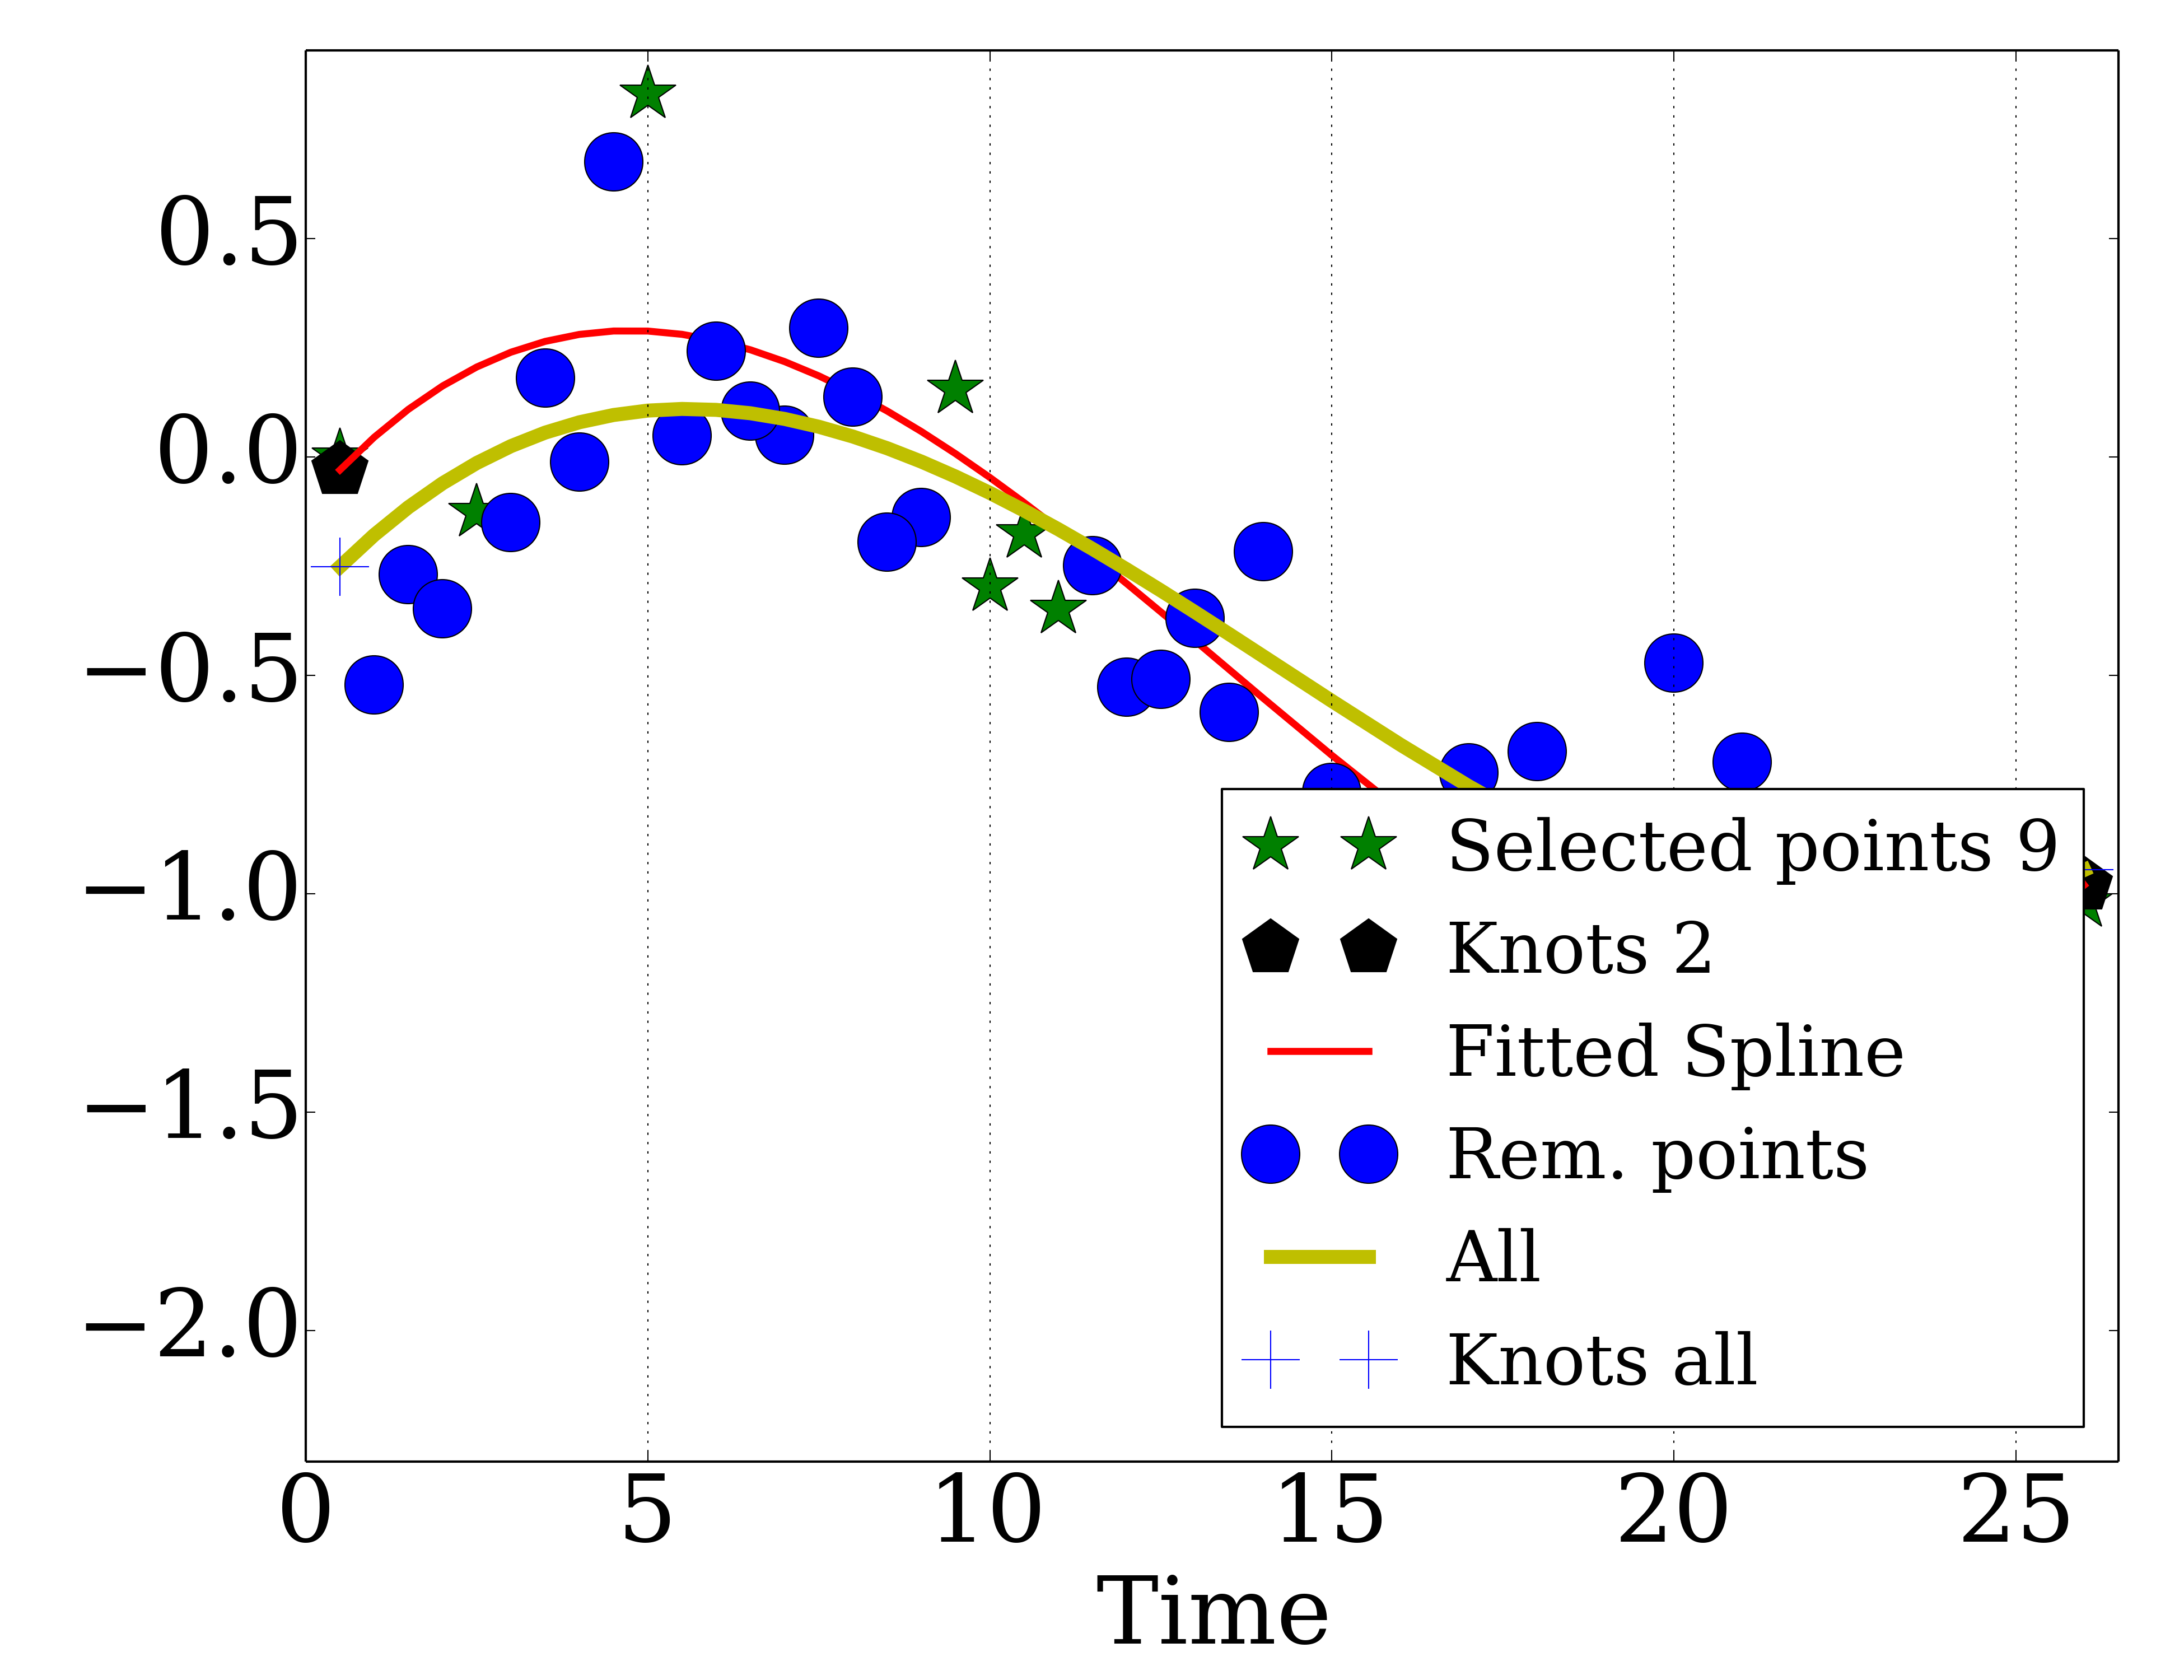 0.5
0.0
−0.5
−1.0
−1.5
−2.0
Selected points 9
Knots 2
Fitted Spline
Rem. points
All
Knots all
0 5 10 15 20 25
Time